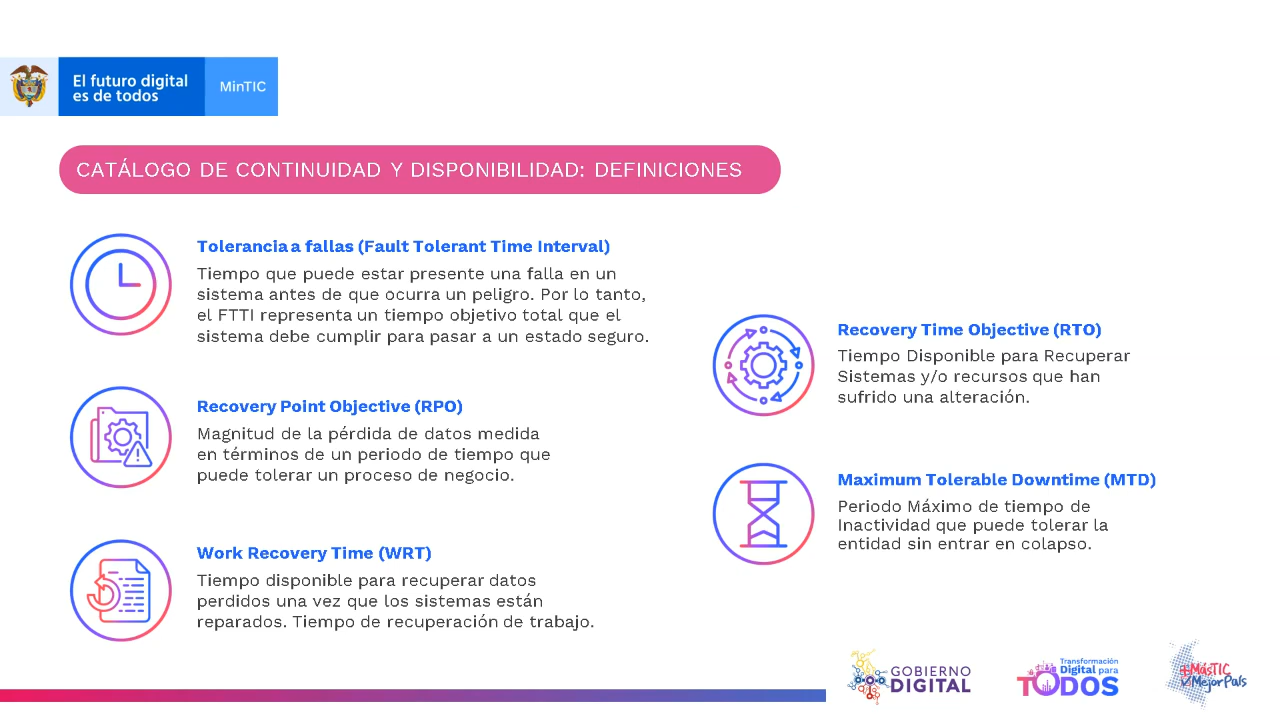 El futuro digital
es de todos
MinTIC
CATÁLOGO DE CONTINUIDAD Y DISPONIBILIDAD: DEFINICIONES
Tolerancia a fallas (Fault Tolerant Time Interval)
Tiempo que puede estar presente una falla en un
sistema antes de que ocurra un peligro. Por lo tanto,
el FTTI representa un tiempo objetivo total que el
sistema debe cumplir para pasar a un estado seguro.
Recovery Point Objective (RPO)
Magnitud de la pérdida de datos medida
en términos de un periodo de tiempo que
puede tolerar un proceso de negocio.
Work Recovery Time (WRT)
Tiempo disponible para recuperar datos
perdidos una vez que los sistemas están
reparados. Tiempo de recuperación de trabajo.
Recovery Time Objective (RTO)
Tiempo Disponible para Recuperar
Sistemas y/o recursos que han
sufrido una alteración.
Maximum Tolerable Downtime (MTD)
Periodo Máximo de tiempo de
Inactividad que puede tolerar la
entidad sin entrar en colapso.
GOBIERNO
DIGITAL
Transformación
Digital para
TODOS
+MásTIC
✓MejorPaís